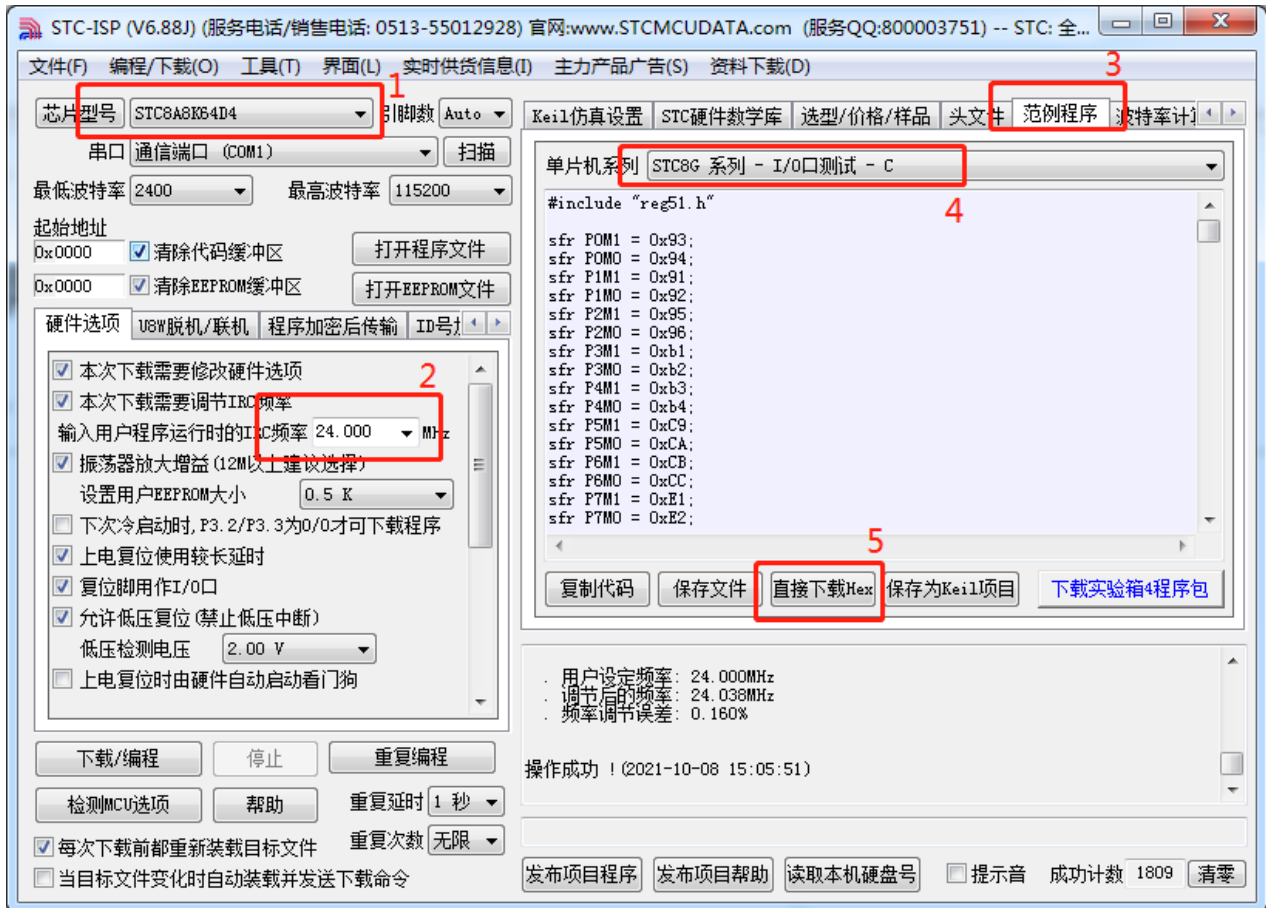 STC-ISP (V6.88J) (服务电话/销售电话: 0513-55012928) 官网:www.STCMCUDATA.com (服务QQ:800003751) -- STC: 全...
文件(F) 编程/下载(O) 工具(T) 界面(L) 实时供货信息(I) 主力产品广告(S) 资料下载(D)
1
3
芯片型号 STC8A8K64D4 引脚数 Auto
串口 通信端口 (COM1) 扫描
最低波特率 2400 最高波特率 115200
起始地址
0x0000 清除代码缓冲区 打开程序文件
0x0000 清除EEPROM缓冲区 打开EEPROM文件
硬件选项 U8W脱机/联机 程序加密后传输 ID号
本次下载需要修改硬件选项
2
本次下载需要调节IRC频率
输入用户程序运行时的IRC频率 24.000 MHz
振荡器放大增益(12M以上建议选择)
设置用户EEPROM大小 0.5 K
下次冷启动时,P3.2/P3.3为0/0才可下载程序
上电复位使用较长延时
复位脚用作I/O口
允许低压复位(禁止低压中断)
低压检测电压 2.00 V
上电复位时由硬件自动启动看门狗
下载/编程 停止 重复编程
检测MCU选项 帮助 重复延时 1 秒
每次下载前都重新装载目标文件 重复次数 无限
当目标文件变化时自动装载并发送下载命令
Keil仿真设置 STC硬件数学库 选型/价格/样品 头文件 范例程序 波特率计
单片机系列 STC8G 系列 - I/O口测试 - C
4
#include "reg51.h"
sfr P0M1 = 0x93;
sfr P0M0 = 0x94;
sfr P1M1 = 0x91;
sfr P1M0 = 0x92;
sfr P2M1 = 0x95;
sfr P2M0 = 0x96;
sfr P3M1 = 0xb1;
sfr P3M0 = 0xb2;
sfr P4M1 = 0xb3;
sfr P4M0 = 0xb4;
sfr P5M1 = 0xC9;
sfr P5M0 = 0xCA;
sfr P6M1 = 0xCB;
sfr P6M0 = 0xCC;
sfr P7M1 = 0xE1;
sfr P7M0 = 0xE2;
5
复制代码 保存文件 直接下载Hex 保存为Keil项目 下载实验箱4程序包
. 用户设定频率: 24.000MHz
. 调节后的频率: 24.038MHz
. 频率调节误差: 0.160%
操作成功 !(2021-10-08 15:05:51)
发布项目程序 发布项目帮助 读取本机硬盘号 提示音 成功计数 1809 清零